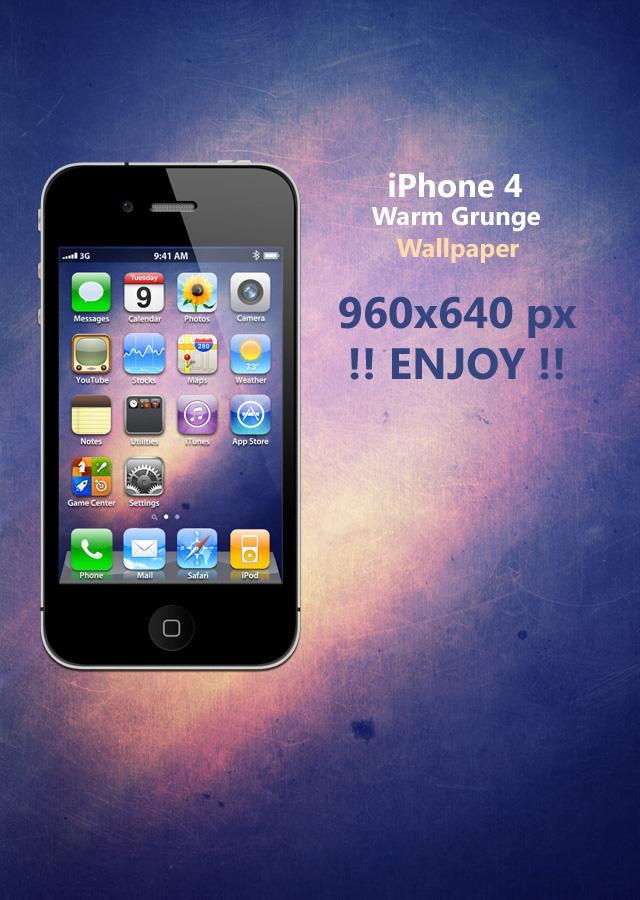 iPhone 4
Warm Grunge
Wallpaper
960x640 px
!! ENJOY !!
3G 9:41 AM
Tuesday
9
280
73°
Messages Calendar Photos Camera
YouTube Stocks Maps Weather
Notes Utilities iTunes App Store
Game Center Settings
Phone Mail Safari iPod